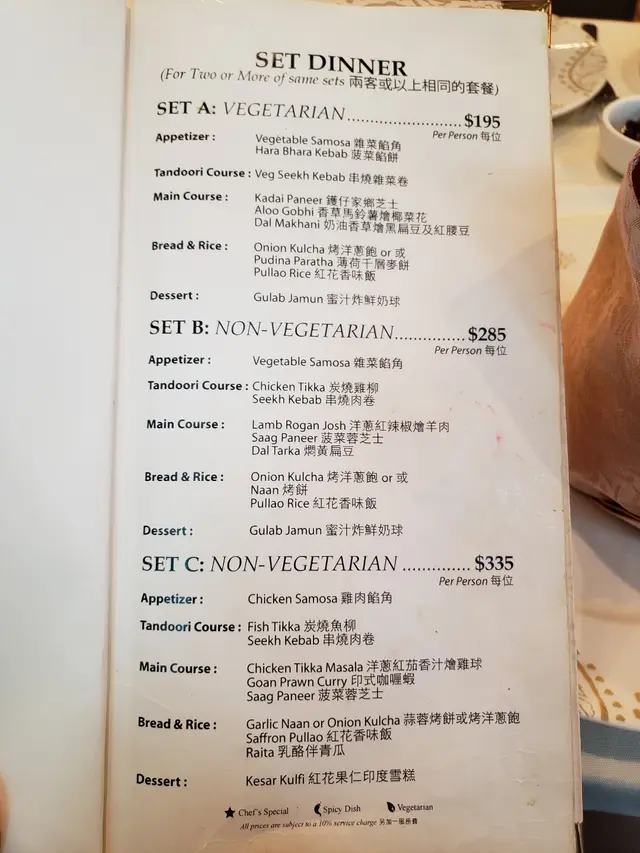 SET DINNER
(For Two or More of same sets 兩客或以上相同的套餐)
SET A: VEGETARIAN....................$195
Per Person 每位
Appetizer : Vegetable Samosa 雜菜餡角
Hara Bhara Kebab 菠菜餡餅
Tandoori Course : Veg Seekh Kebab 串燒雜菜卷
Main Course : Kadai Paneer 鑊仔家鄉芝士
Aloo Gobhi 香草馬鈴薯燴椰菜花
Dal Makhani 奶油香草燴黑扁豆及紅腰豆
Bread & Rice : Onion Kulcha 烤洋蔥飽 or 或
Pudina Paratha 薄荷千層麥餅
Pullao Rice 紅花香味飯
Dessert : Gulab Jamun 蜜汁炸鮮奶球
SET B: NON-VEGETARIAN..............$285
Per Person 每位
Appetizer : Vegetable Samosa 雜菜餡角
Tandoori Course : Chicken Tikka 炭燒雞柳
Seekh Kebab 串燒肉卷
Main Course : Lamb Rogan Josh 洋蔥紅辣椒燴羊肉
Saag Paneer 菠菜蓉芝士
Dal Tarka 燜黃扁豆
Bread & Rice : Onion Kulcha 烤洋蔥飽 or 或
Naan 烤餅
Pullao Rice 紅花香味飯
Dessert : Gulab Jamun 蜜汁炸鮮奶球
SET C: NON-VEGETARIAN .............$335
Per Person 每位
Appetizer : Chicken Samosa 雞肉餡角
Tandoori Course : Fish Tikka 炭燒魚柳
Seekh Kebab 串燒肉卷
Main Course : Chicken Tikka Masala 洋蔥紅茄香汁燴雞球
Goan Prawn Curry 印式咖喱蝦
Saag Paneer 菠菜蓉芝士
Bread & Rice : Garlic Naan or Onion Kulcha 蒜蓉烤餅或烤洋蔥飽
Saffron Pullao 紅花香味飯
Raita 乳酪伴青瓜
Dessert : Kesar Kulfi 紅花果仁印度雪糕
Chef's Special Spicy Dish Vegetarian
All prices are subject to a 10% service charge 另加一服務費